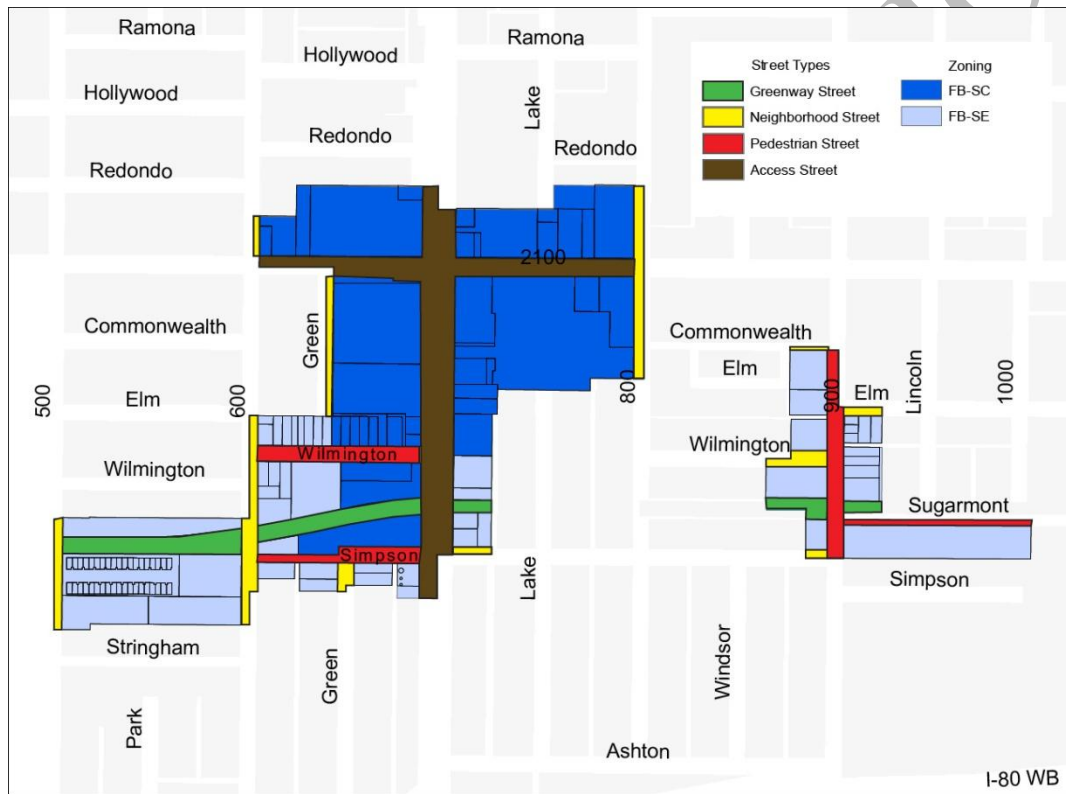 Ramona
Hollywood
Ramona
Hollywood
Lake
Redondo
Redondo
Redondo
Street Types
Greenway Street
Neighborhood Street
Pedestrian Street
Access Street
Zoning
FB-SC
FB-SE
2100
Green
Commonwealth
Commonwealth
Elm
Elm
Elm
500
600
800
900
Lincoln
1000
Wilmington
Wilmington
Wilmington
Sugarmont
Simpson
Simpson
Lake
Stringham
Green
Windsor
Park
Ashton
I-80 WB